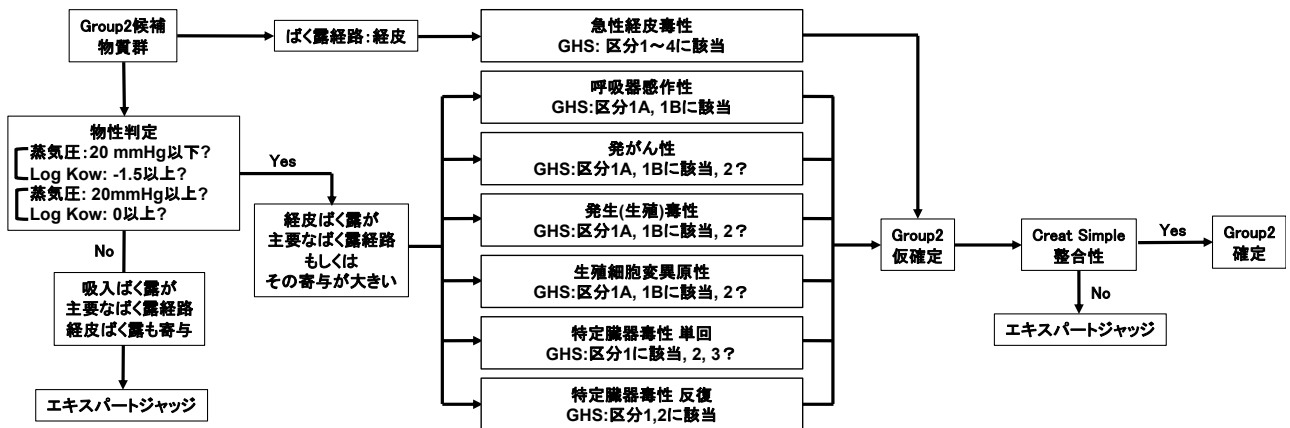 Group2候補
物質群
ばく露経路:経皮
急性経皮毒性
GHS: 区分1～4に該当
物性判定
蒸気圧:20 mmHg以下?
Log Kow: -1.5以上?
蒸気圧: 20mmHg以上?
Log Kow: 0以上?
Yes
No
吸入ばく露が
主要なばく露経路
経皮ばく露も寄与
エキスパートジャッジ
経皮ばく露が
主要なばく露経路
もしくは
その寄与が大きい
呼吸器感作性
GHS:区分1A, 1Bに該当
発がん性
GHS:区分1A, 1Bに該当, 2?
発生(生殖)毒性
GHS:区分1A, 1Bに該当, 2?
生殖細胞変異原性
GHS:区分1A, 1Bに該当, 2?
特定臓器毒性 単回
GHS:区分1に該当, 2, 3?
特定臓器毒性 反復
GHS:区分1,2に該当
Group2
仮確定
Creat Simple
整合性
Yes
Group2
確定
No
エキスパートジャッジ